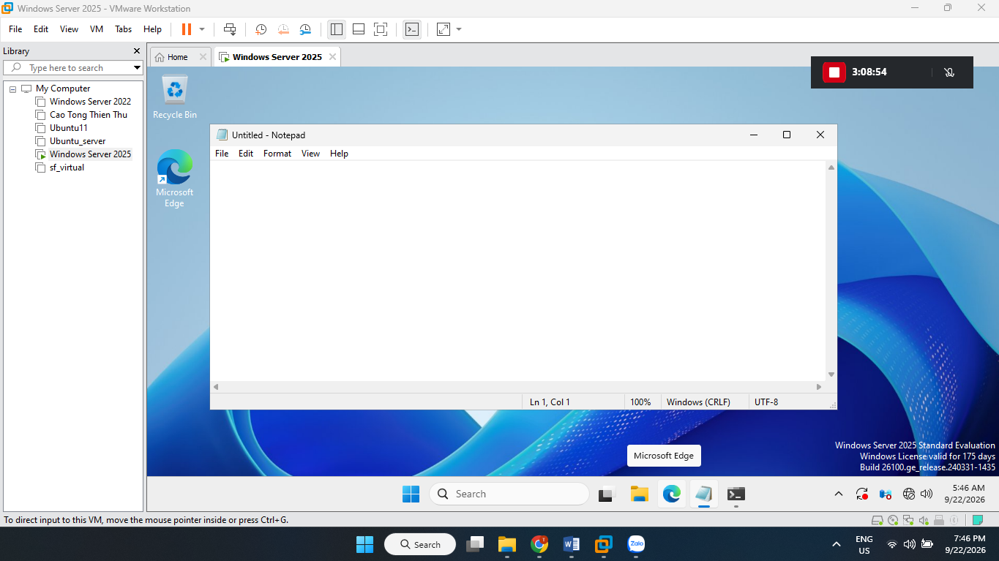 Windows Server 2025 - VMware Workstation
File Edit View VM Tabs Help
Library
Type here to search
My Computer
Windows Server 2022
Cao Tong Thien Thu
Ubuntu11
Ubuntu_server
Windows Server 2025
sf_virtual
Home
Windows Server 2025
3:08:54
Recycle Bin
Microsoft
Edge
Untitled - Notepad
File Edit Format View Help
Ln 1, Col 1 100% Windows (CRLF) UTF-8
Microsoft Edge
Windows Server 2025 Standard Evaluation
Windows License valid for 175 days
Build 26100.ge_release.240331-1435
Search
5:46 AM
9/22/2026
To direct input to this VM, move the mouse pointer inside or press Ctrl+G.
Search
Zalo
ENG
US
7:46 PM
9/22/2026